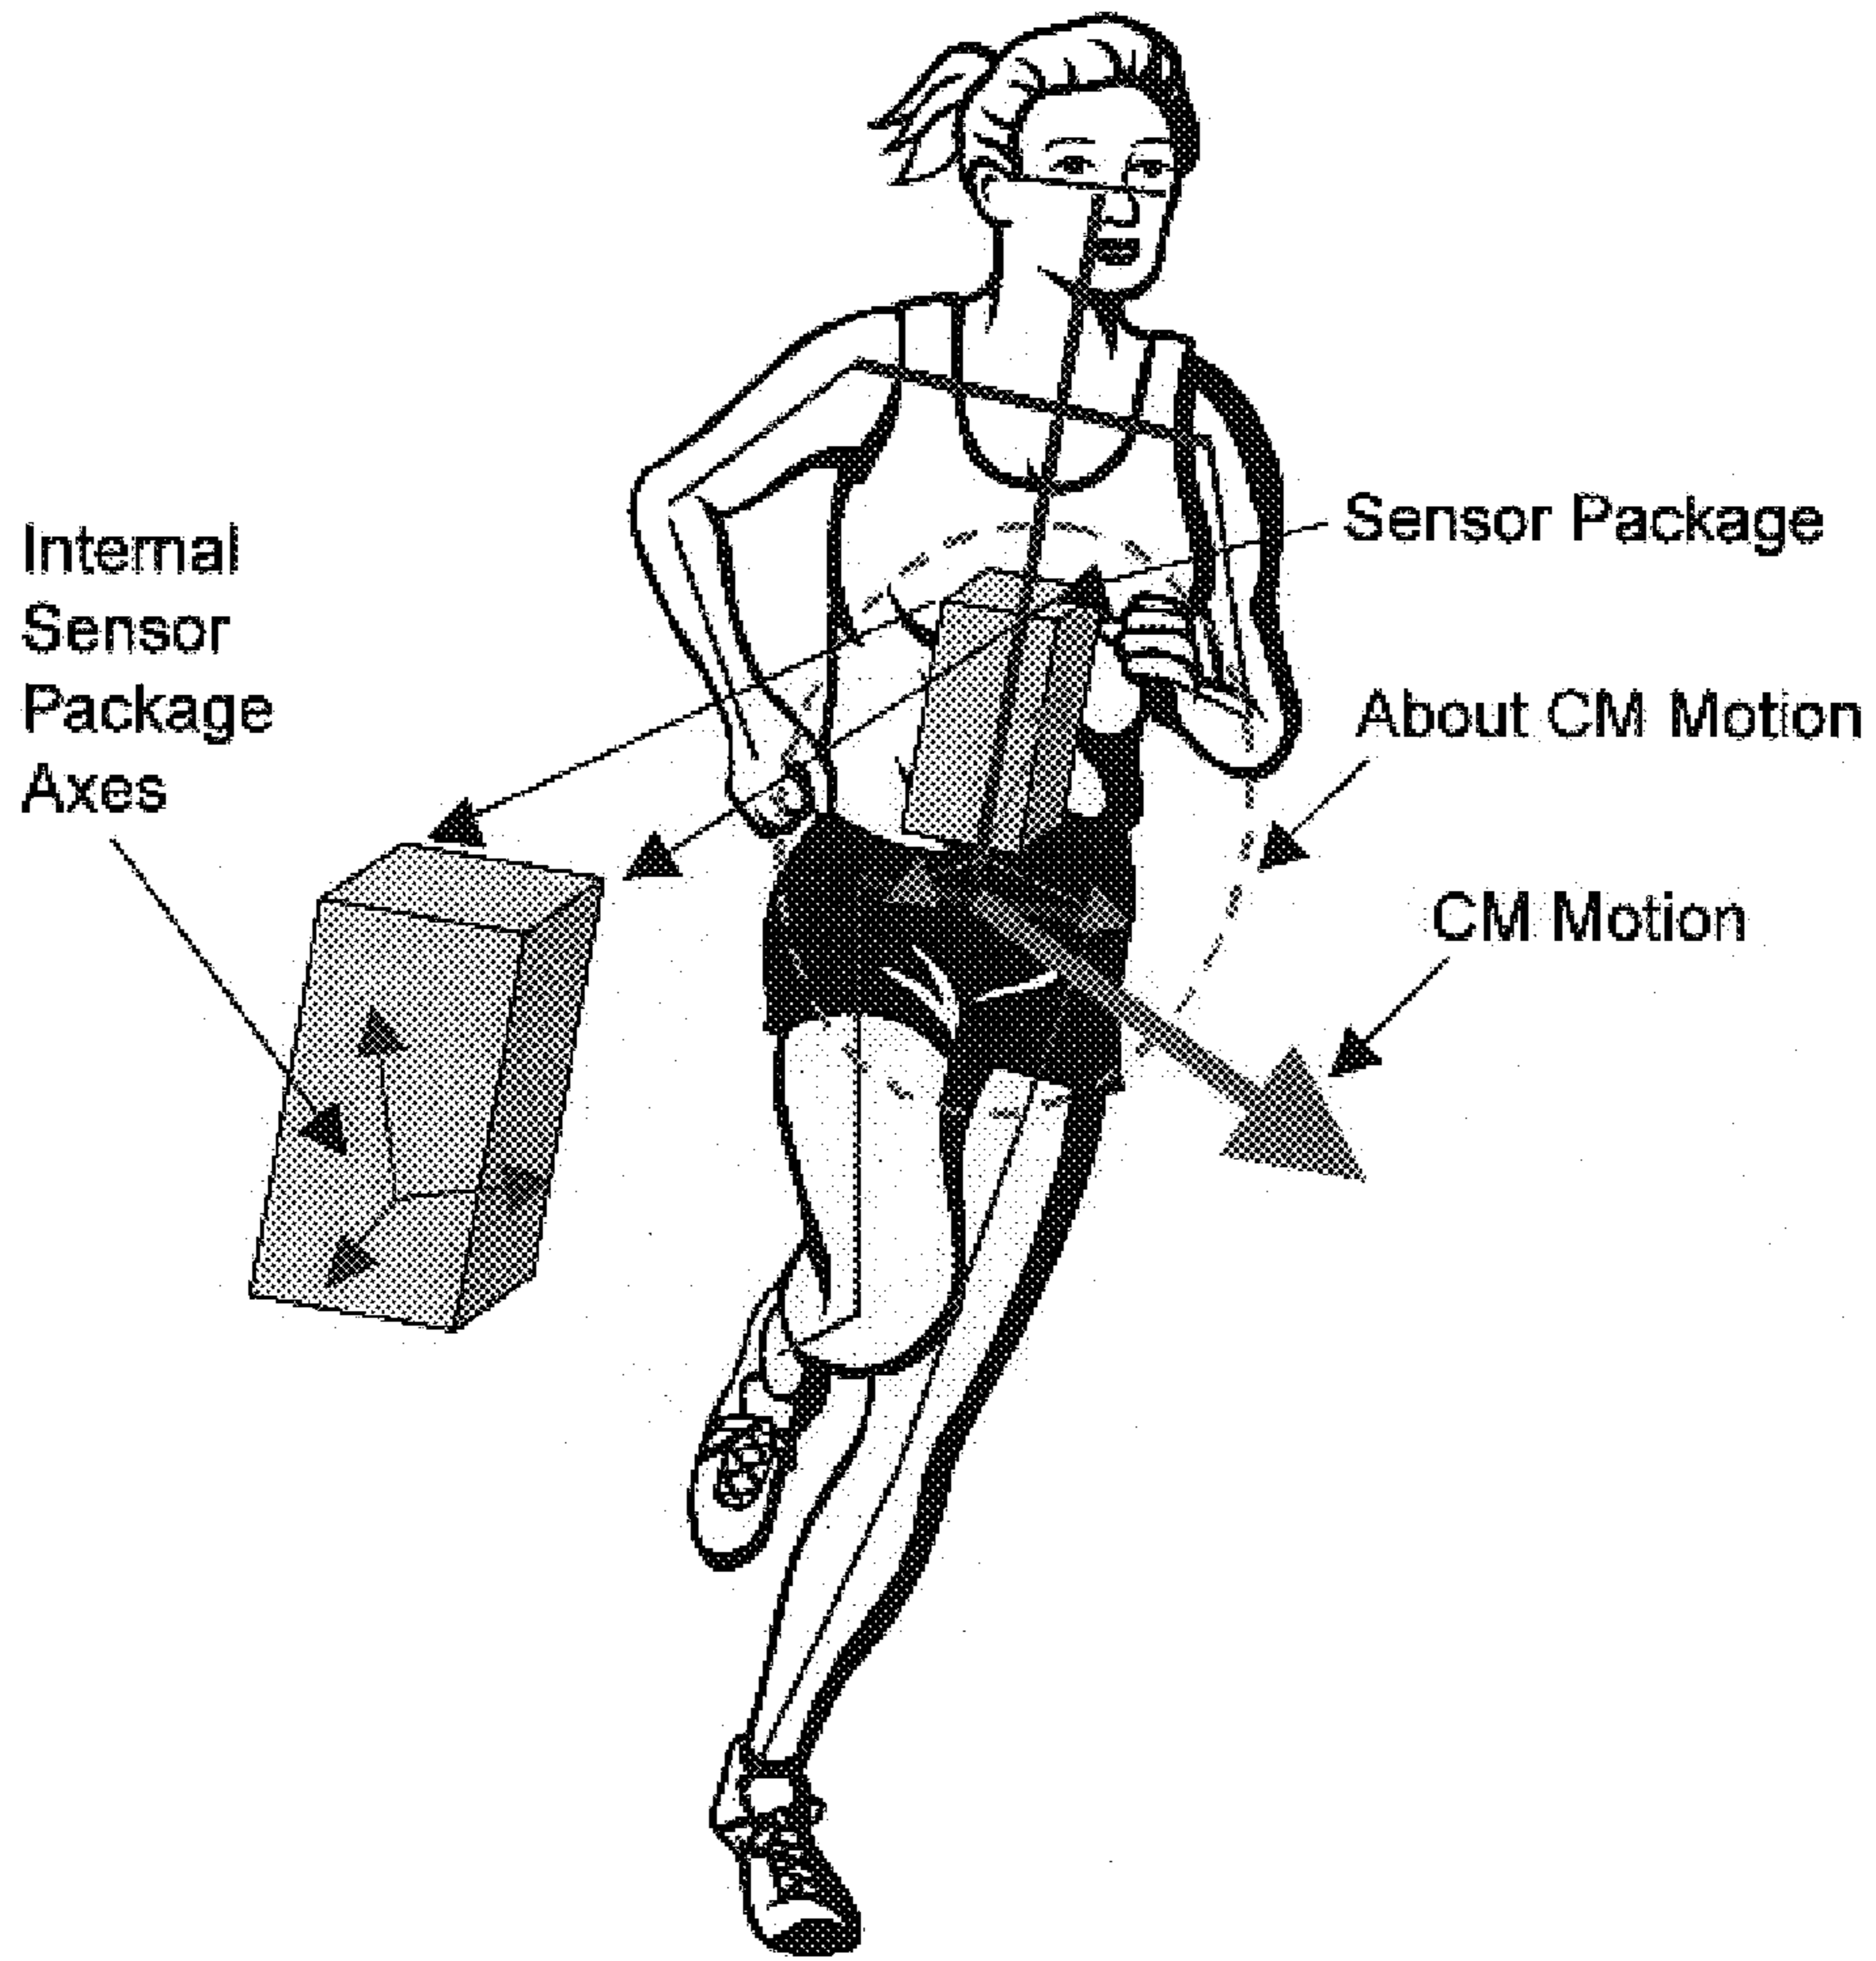 Internal
Sensor
Package
Axes
Sensor Package
About CM Motion
CM Motion